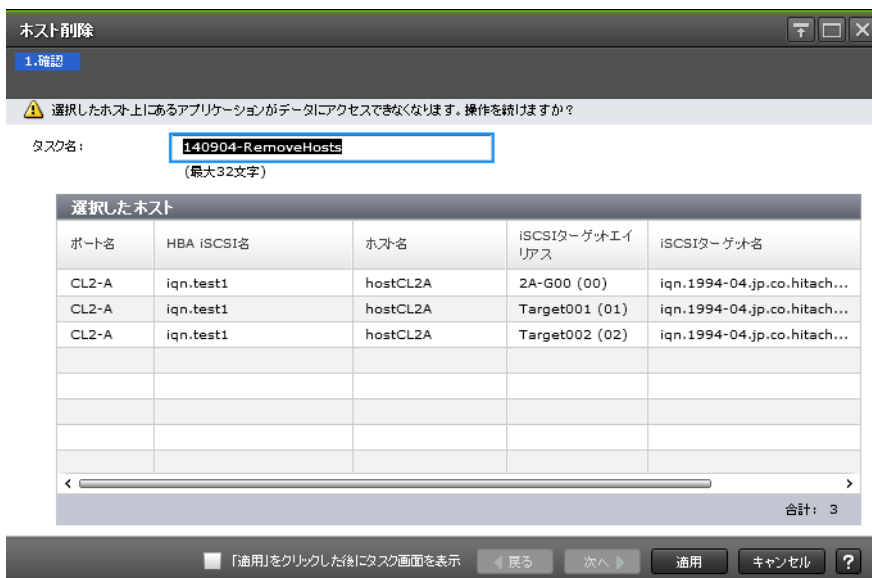 ホスト削除
1.確認
選択したホスト上にあるアプリケーションがデータにアクセスできなくなります。操作を続けますか？
タスク名：
140904-RemoveHosts
(最大32文字)
選択したホスト
ポート名 HBA iSCSI名 ホスト名 iSCSIターゲットエイリアス iSCSIターゲット名
CL2-A iqn.test1 hostCL2A 2A-G00 (00) iqn.1994-04.jp.co.hitach...
CL2-A iqn.test1 hostCL2A Target001 (01) iqn.1994-04.jp.co.hitach...
CL2-A iqn.test1 hostCL2A Target002 (02) iqn.1994-04.jp.co.hitach...
合計： 3
「適用」をクリックした後にタスク画面を表示 戻る 次へ 適用 キャンセル ?